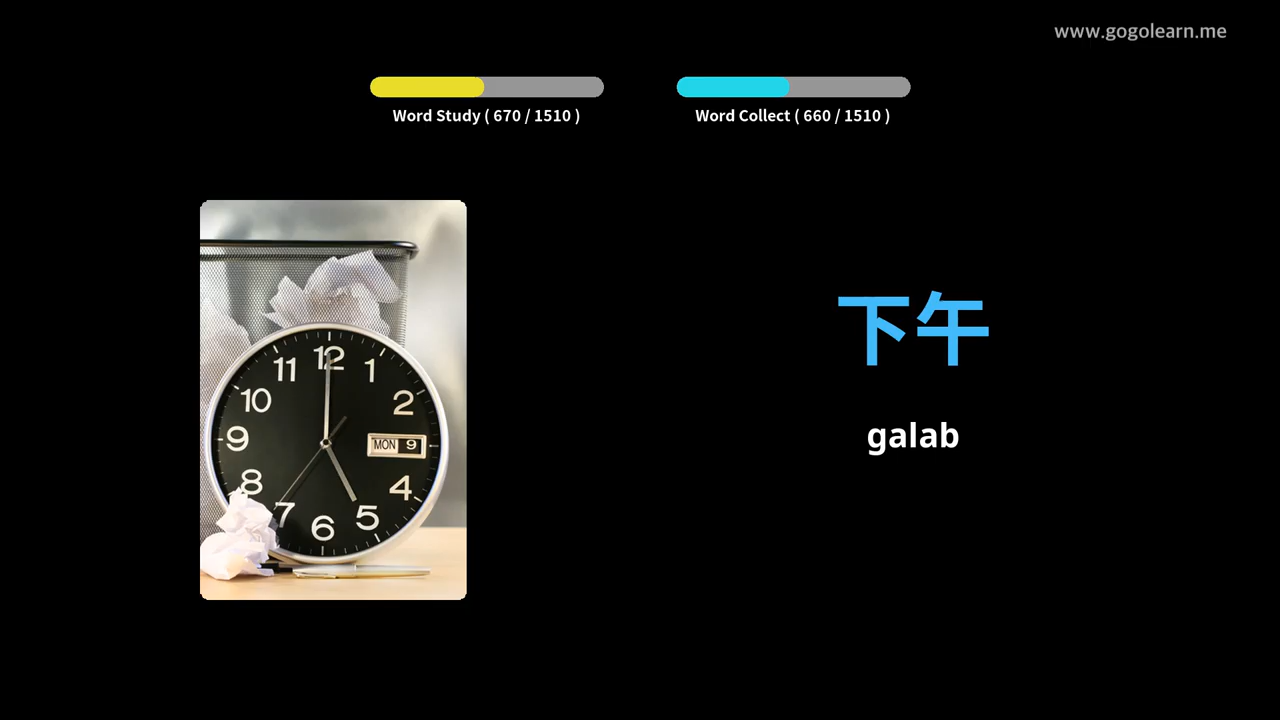 www.gogolearn.me
Word Study ( 670 / 1510 )
Word Collect ( 660 / 1510 )
12
1
2
MON 9
4
5
6
7
8
9
10
11
下午
galab